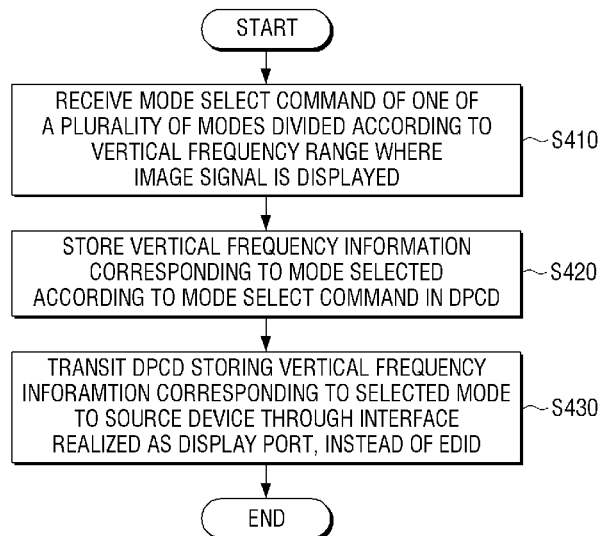 START
RECEIVE MODE SELECT COMMAND OF ONE OF
A PLURALITY OF MODES DIVIDED ACCORDING TO
VERTICAL FREQUENCY RANGE WHERE
IMAGE SIGNAL IS DISPLAYED
S410
STORE VERTICAL FREQUENCY INFORMATION
CORRESPONDING TO MODE SELECTED
ACCORDING TO MODE SELECT COMMAND IN DPCD
S420
TRANSIT DPCD STORING VERTICAL FREQUENCY
INFORAMTION CORRESPONDING TO SELECTED MODE
TO SOURCE DEVICE THROUGH INTERFACE
REALIZED AS DISPLAY PORT, INSTEAD OF EDID
S430
END